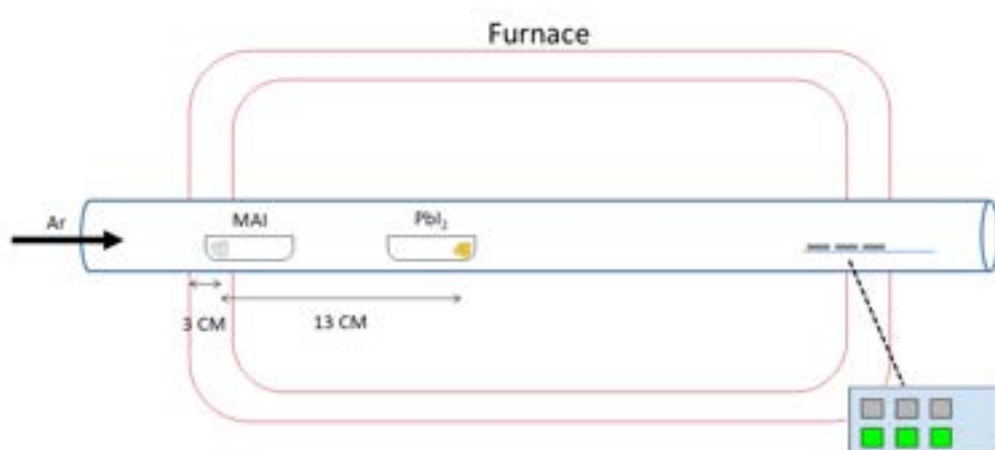 Furnace
Ar
MAI
PbI₂
3 CM
13 CM